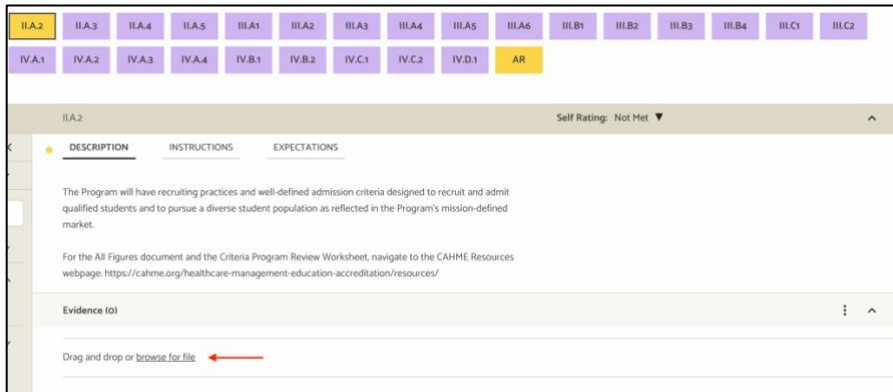 II.A.2 II.A.3 II.A.4 II.A.5 III.A1 III.A2 III.A3 III.A4 III.A5 III.A6 III.B1 III.B2 III.B3 III.B4 III.C1 III.C2
IV.A.1 IV.A.2 IV.A.3 IV.A.4 IV.B.1 IV.B.2 IV.C.1 IV.C.2 IV.D.1 AR
II.A.2 Self Rating: Not Met
DESCRIPTION INSTRUCTIONS EXPECTATIONS
The Program will have recruiting practices and well-defined admission criteria designed to recruit and admit
qualified students and to pursue a diverse student population as reflected in the Program's mission-defined
market.
For the All Figures document and the Criteria Program Review Worksheet, navigate to the CAHME Resources
webpage: https://cahme.org/healthcare-management-education-accreditation/resources/
Evidence (0)
Drag and drop or browse for file